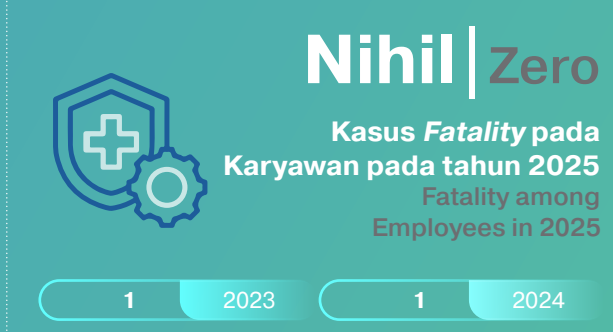 Nihil | Zero
Kasus Fatality pada
Karyawan pada tahun 2025
Fatality among
Employees in 2025
1 2023 1 2024